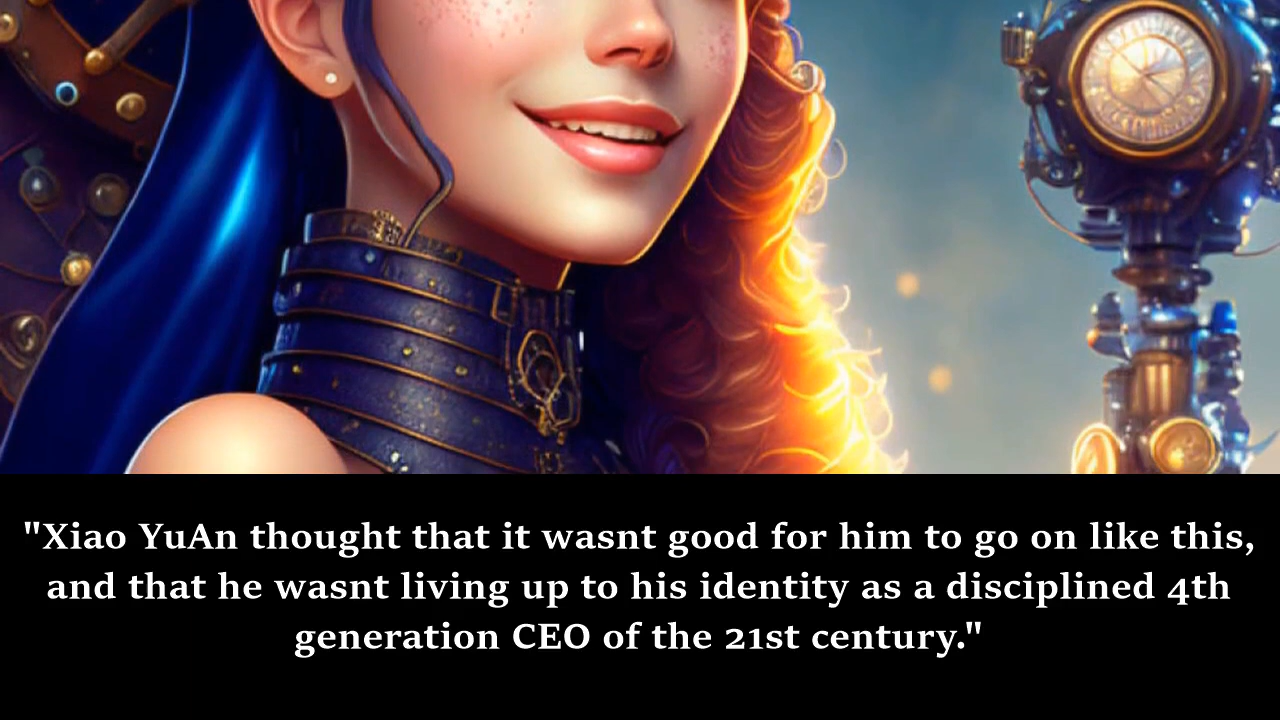 "Xiao YuAn thought that it wasnt good for him to go on like this,
and that he wasnt living up to his identity as a disciplined 4th
generation CEO of the 21st century."